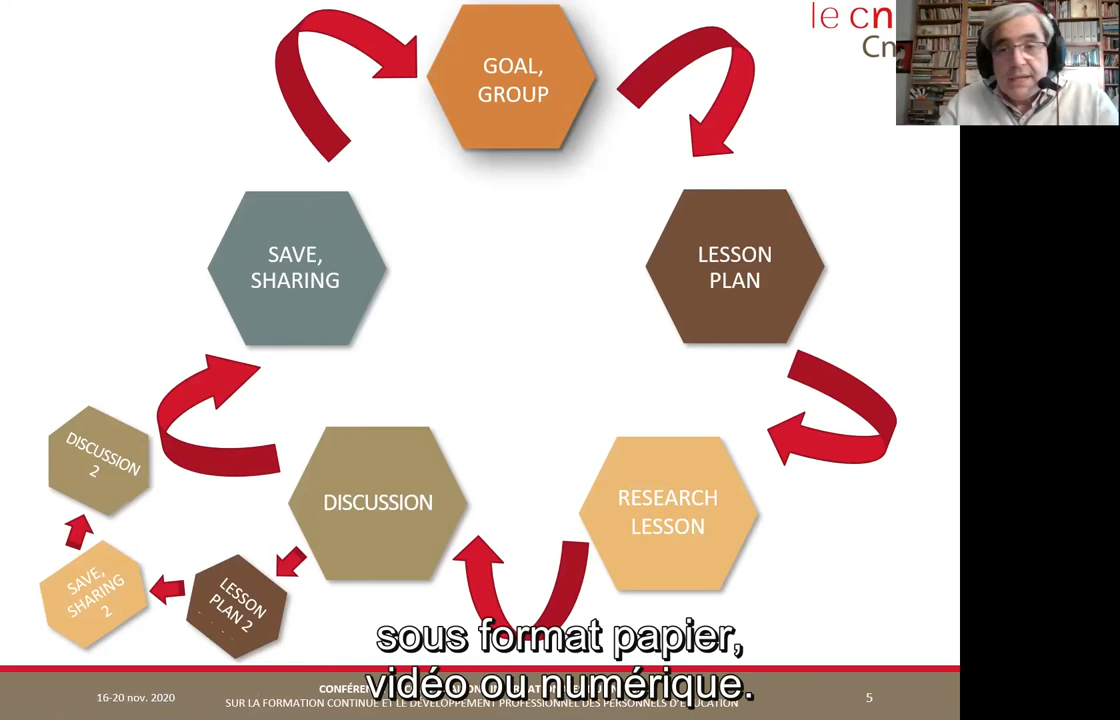 le cn
Cn
GOAL,
GROUP
SAVE,
SHARING
LESSON
PLAN
DISCUSSION
2
DISCUSSION
RESEARCH
LESSON
SAVE,
SHARING
2
LESSON
PLAN 2
sous format papier,
vidéo ou numérique.
16-20 nov. 2020
SUR LA FORMATION CONTINUE ET LE DÉVELOPPEMENT PROFESSIONNEL DES PERSONNELS D'ÉDUCATION
5